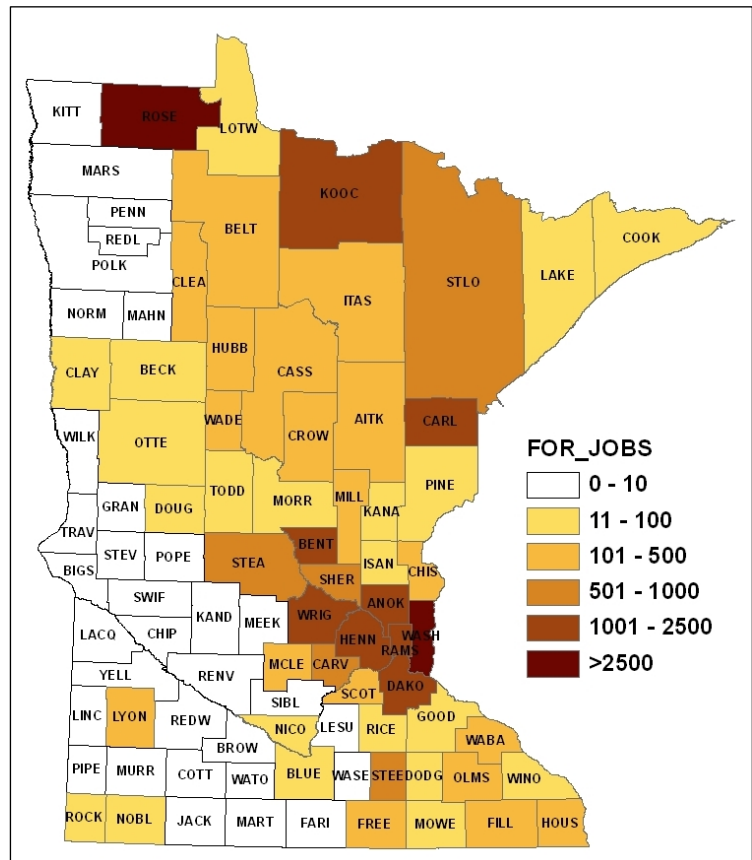 KITT
ROSE
LOTW
MARS
KOOC
PENN
BELT
REDL
COOK
POLK
CLEA
STLO
LAKE
ITAS
NORM
MAHN
HUBB
CLAY
BECK
CASS
WADE
AITK
CARL
WILK
CROW
OTTE
FOR_JOBS
0 - 10
PINE
TODD
MILL
MORR
GRAN
DOUG
KANA
11 - 100
TRAV
BENT
STEV
POPE
STEA
ISAN
101 - 500
BIGS
CHIS
SHER
SWIF
501 - 1000
ANOK
KAND
WRIG
MEEK
LACQ
CHIP
HENN
WASH
1001 - 2500
RAMS
MCLE
CARV
>2500
YELL
RENV
DAKO
SCOT
SIBL
LINC
LYON
GOOD
REDW
NICO
LESU
RICE
WABA
BROW
PIPE
MURR
COTT
WATO
BLUE
WASE
STEE
DODG
OLMS
WINO
ROCK
NOBL
JACK
MART
FARI
FREE
MOWE
FILL
HOUS